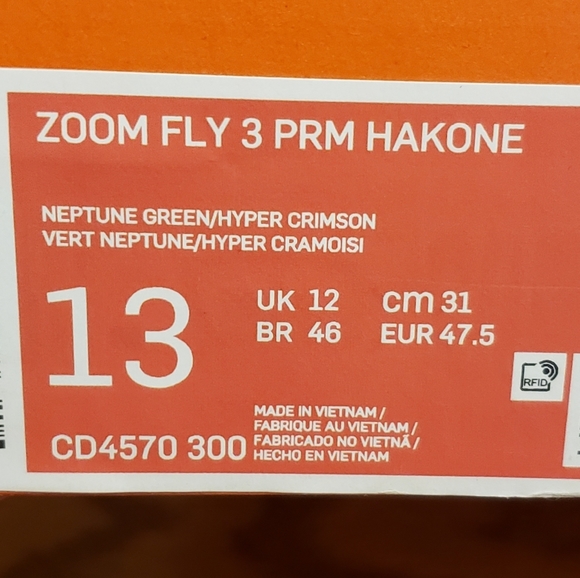 ZOOM FLY 3 PRM HAKONE
NEPTUNE GREEN/HYPER CRIMSON
VERT NEPTUNE/HYPER CRAMOISI
13
UK 12 cm 31
BR 46 EUR 47.5
RFID
MADE IN VIETNAM /
FABRIQUE AU VIETNAM /
FABRICADO NO VIETNÃ /
HECHO EN VIETNAM
CD4570 300